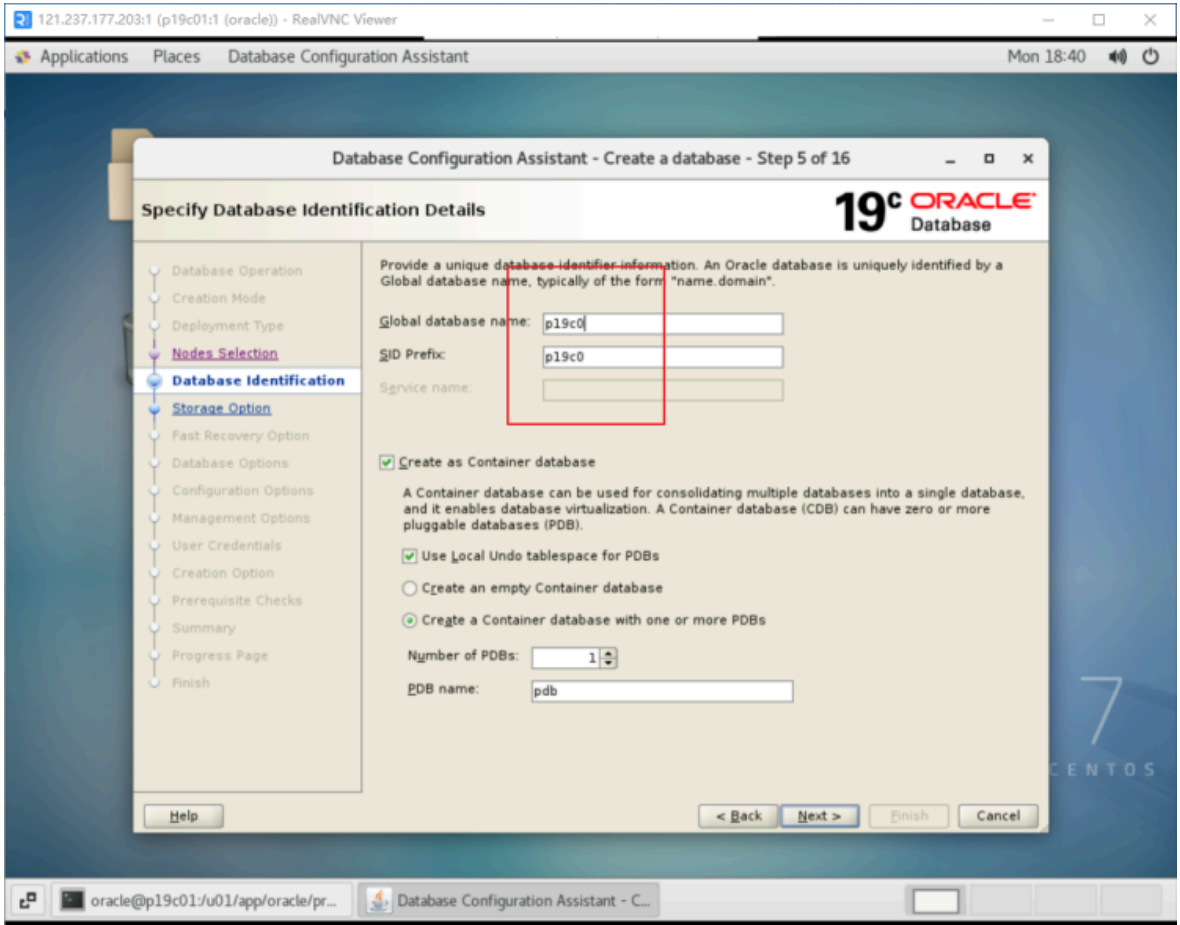 121.237.177.203:1 (p19c01:1 (oracle)) - RealVNC Viewer
Applications Places Database Configuration Assistant Mon 18:40
Database Configuration Assistant - Create a database - Step 5 of 16
Specify Database Identification Details
19c ORACLE
Database
Database Operation
Creation Mode
Deployment Type
Nodes Selection
Database Identification
Storage Option
Fast Recovery Option
Database Options
Configuration Options
Management Options
User Credentials
Creation Option
Prerequisite Checks
Summary
Progress Page
Finish
Provide a unique database identifier information. An Oracle database is uniquely identified by a
Global database name, typically of the form "name.domain".
Global database name: p19c0
SID Prefix: p19c0
Service name:
Create as Container database
A Container database can be used for consolidating multiple databases into a single database,
and it enables database virtualization. A Container database (CDB) can have zero or more
pluggable databases (PDB).
Use Local Undo tablespace for PDBs
Create an empty Container database
Create a Container database with one or more PDBs
Number of PDBs: 1
PDB name: pdb
7
CENTOS
Help < Back Next > Finish Cancel
oracle@p19c01:/u01/app/oracle/pr... Database Configuration Assistant - C...